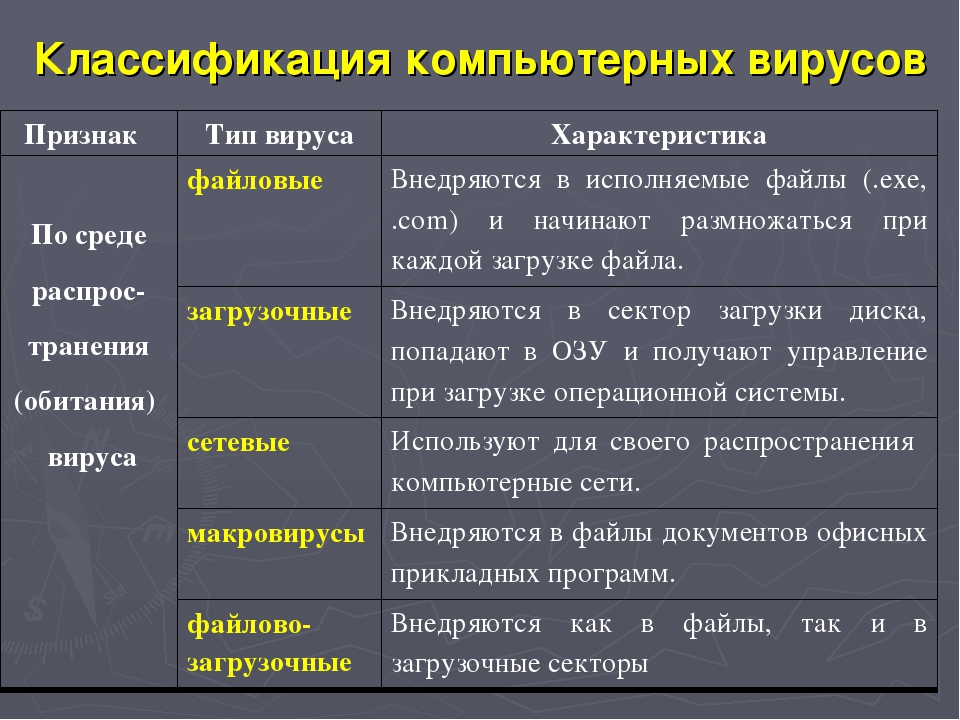 Классификация компьютерных вирусов
Признак Тип вируса Характеристика
По среде
распрос-
транения
(обитания)
вируса
файловые
Внедряются в исполняемые файлы (.exe,
.com) и начинают размножаться при
каждой загрузке файла.
загрузочные
Внедряются в сектор загрузки диска,
попадают в ОЗУ и получают управление
при загрузке операционной системы.
сетевые
Используют для своего распространения
компьютерные сети.
макровирусы
Внедряются в файлы документов офисных
прикладных программ.
файлово-
загрузочные
Внедряются как в файлы, так и в
загрузочные секторы